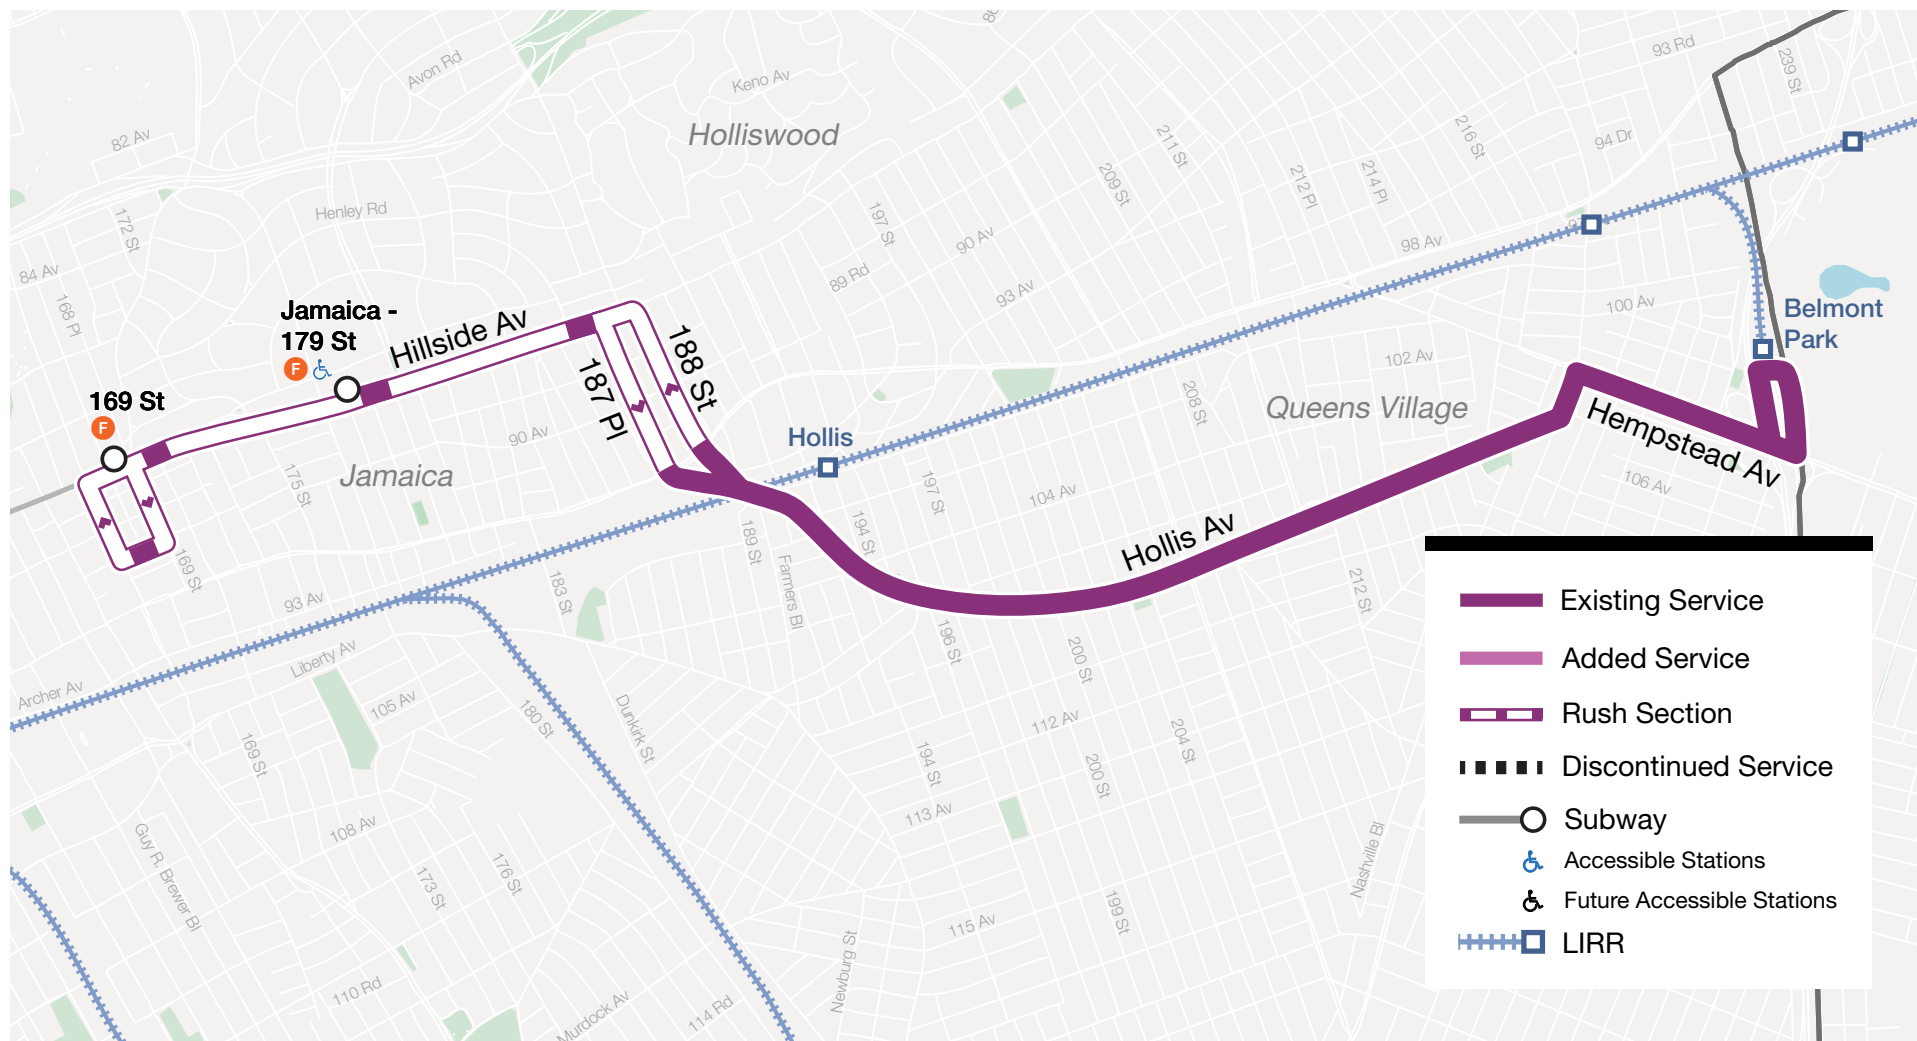 86
93 Rd
239 St
Avon Rd
Keno Av
Holliswood
82 Av
211 St
216 St
94 Dr
209 St
212 Pl
214 Pl
Henley Rd
172 St
197 St
90 Av
98 Av
84 Av
89 Rd
93 Av
168 Pl
100 Av
Belmont
Park
Jamaica -
179 St
F
Hillside Av
188 St
187 Pl
102 Av
208 St
Queens Village
169 St
F
Hempstead Av
90 Av
Hollis
Jamaica
175 St
197 St
104 Av
106 Av
189 St
194 St
Hollis Av
169 St
183 St
Farmers Bl
212 St
93 Av
196 St
200 St
Liberty Av
Archer Av
105 Av
180 St
Dunkirk St
112 Av
204 St
169 St
194 St
200 St
113 Av
108 Av
Guy R. Brewer Bl
173 St
176 St
Nashville Bl
115 Av
199 St
Newburg St
110 Rd
Murdock Av
114 Rd
Existing Service
Added Service
Rush Section
Discontinued Service
Subway
Accessible Stations
Future Accessible Stations
LIRR